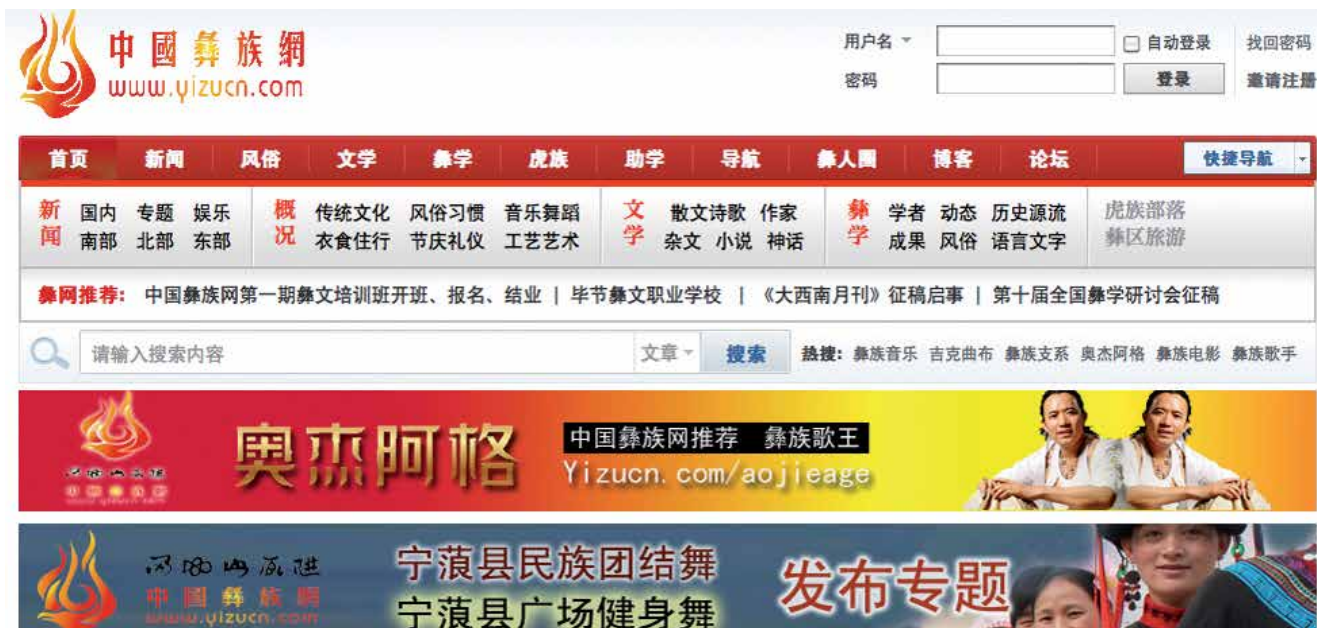 中國彝族網
www.yizucn.com
用户名
自动登录 找回密码
密码
登录 邀请注册
首页 新闻 风俗 文学 彝学 虎族 助学 导航 彝人圈 博客 论坛 快捷导航
新闻 国内 专题 娱乐 概况 传统文化 风俗习惯 音乐舞蹈 文学 散文诗歌 作家 彝学 学者 动态 历史源流 虎族部落
南部 北部 东部 衣食住行 节庆礼仪 工艺艺术 杂文 小说 神话 成果 风俗 语言文字 彝区旅游
彝网推荐: 中国彝族网第一期彝文培训班开班、报名、结业 | 毕节彝文职业学校 | 《大西南月刊》征稿启事 | 第十届全国彝学研讨会征稿
请输入搜索内容 文章 搜索 热搜: 彝族音乐 吉克曲布 彝族支系 奥杰阿格 彝族电影 彝族歌手
奥杰阿格
中国彝族网推荐 彝族歌王
Yizucn.com/aojieage
中國彝族網
www.yizucn.com
宁蒗县民族团结舞
宁蒗县广场健身舞
发布专题